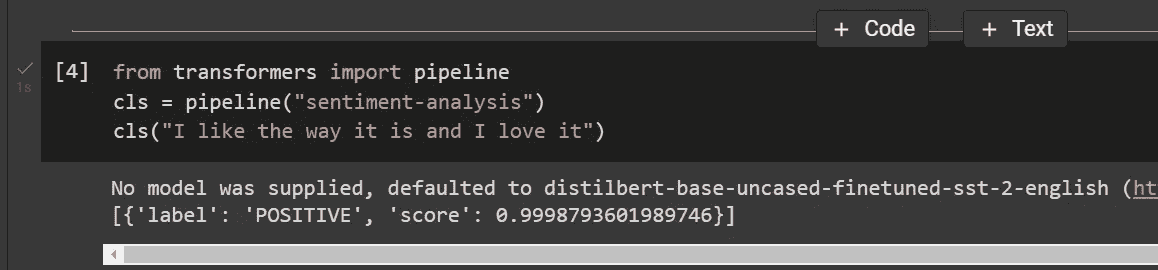 + Code + Text
[4] from transformers import pipeline
1s cls = pipeline("sentiment-analysis")
cls("I like the way it is and I love it")
No model was supplied, defaulted to distilbert-base-uncased-finetuned-sst-2-english (ht
[{'label': 'POSITIVE', 'score': 0.9998793601989746}]